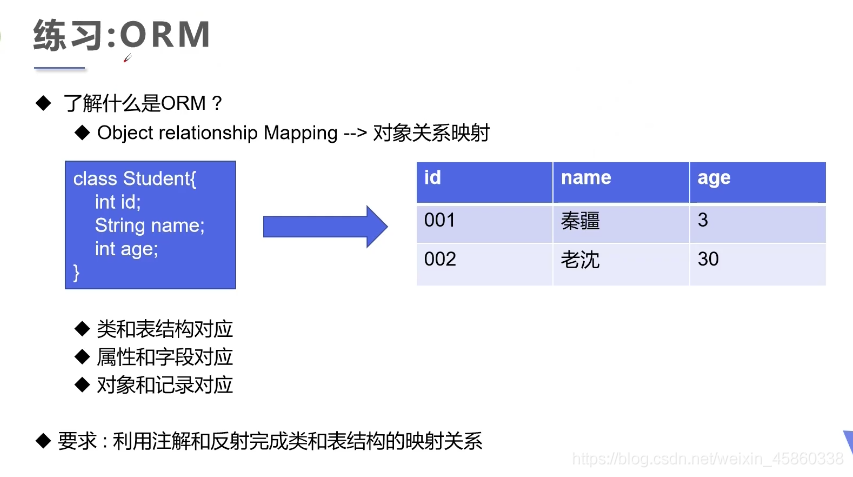 练习:ORM
◆ 了解什么是ORM？
◆ Object relationship Mapping --> 对象关系映射
class Student{
int id;
String name;
int age;
}
id name age
001 秦疆 3
002 老沈 30
◆ 类和表结构对应
◆ 属性和字段对应
◆ 对象和记录对应
◆ 要求 : 利用注解和反射完成类和表结构的映射关系
https://blog.csdn.net/weixin_45860338